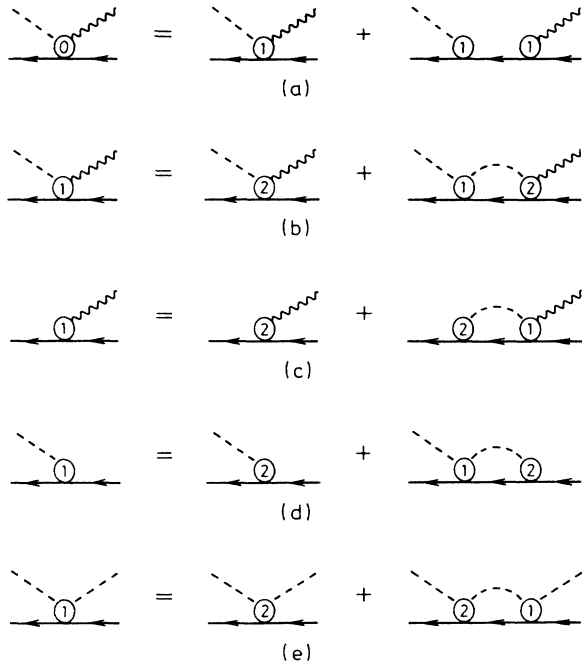 0 = 1 + 1 1
(a)
1 = 2 + 1 2
(b)
1 = 2 + 2 1
(c)
1 = 2 + 1 2
(d)
1 = 2 + 2 1
(e)